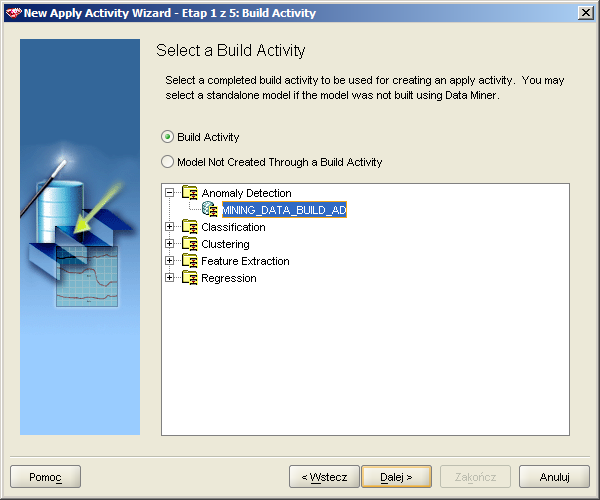 New Apply Activity Wizard - Etap 1 z 5: Build Activity
Select a Build Activity
Select a completed build activity to be used for creating an apply activity. You may
select a standalone model if the model was not built using Data Miner.
Build Activity
Model Not Created Through a Build Activity
Anomaly Detection
MINING_DATA_BUILD_AD
Classification
Clustering
Feature Extraction
Regression
Pomoc
< Wstecz
Dalej >
Zakończ
Anuluj